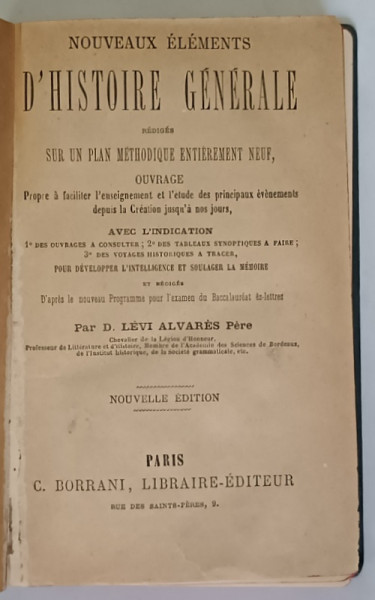 NOUVEAUX ÉLÉMENTS
D'HISTOIRE GÉNÉRALE
RÉDIGÉS
SUR UN PLAN MÉTHODIQUE ENTIÈREMENT NEUF,
OUVRAGE
Propre à faciliter l'enseignement et l'étude des principaux évènements
depuis la Création jusqu'à nos jours,
AVEC L'INDICATION
1° DES OUVRAGES A CONSULTER; 2° DES TABLEAUX SYNOPTIQUES A FAIRE;
3° DES VOYAGES HISTORIQUES A TRACER,
POUR DÉVELOPPER L'INTELLIGENCE ET SOULAGER LA MÉMOIRE
ET RÉDIGÉS
D'après le nouveau Programme pour l'examen du Baccalauréat ès-lettres
Par D. LÉVI ALVARÈS Père
Chevalier de la Légion d'Honneur,
Professeur de Littérature et d'Histoire, Membre de l'Académie des Sciences de Bordeaux,
de l'Institut historique, de la société grammaticale, etc.
NOUVELLE ÉDITION
PARIS
C. BORRANI, LIBRAIRE-ÉDITEUR
RUE DES SAINTS-PÈRES, 9.